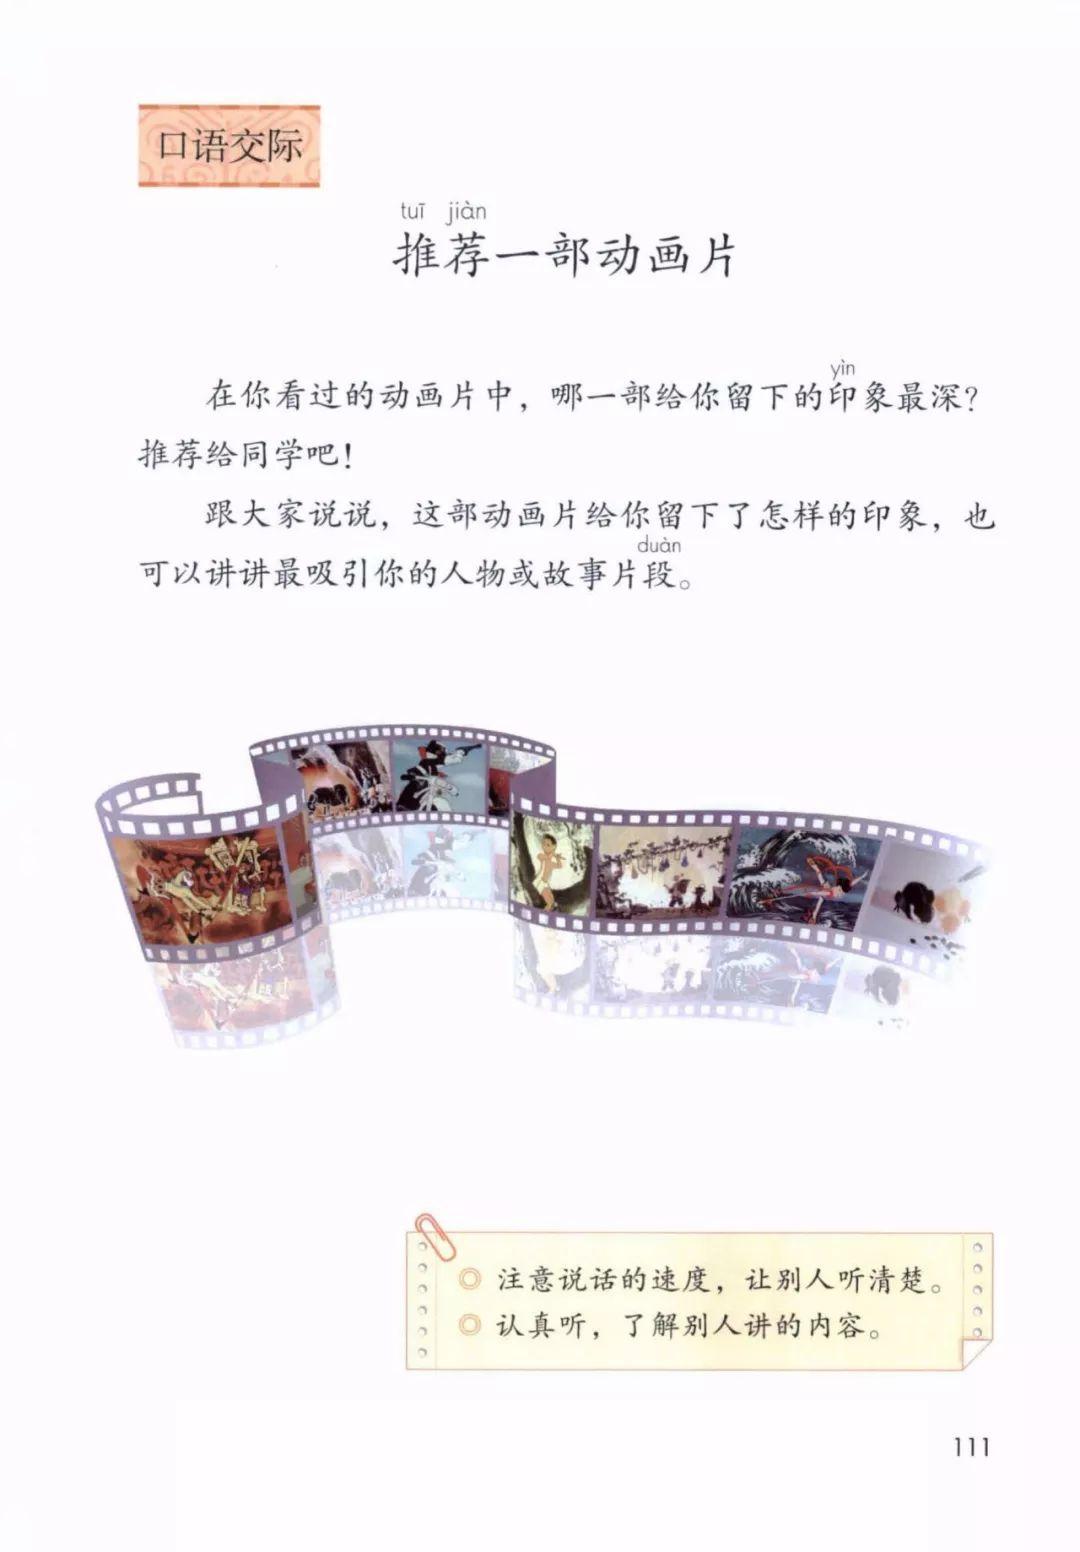 口语交际
tuī jiàn
推荐一部动画片
yìn
在你看过的动画片中，哪一部给你留下的印象最深？
推荐给同学吧！
跟大家说说，这部动画片给你留下了怎样的印象，也
duàn
可以讲讲最吸引你的人物或故事片段。
注意说话的速度，让别人听清楚。
认真听，了解别人讲的内容。
111